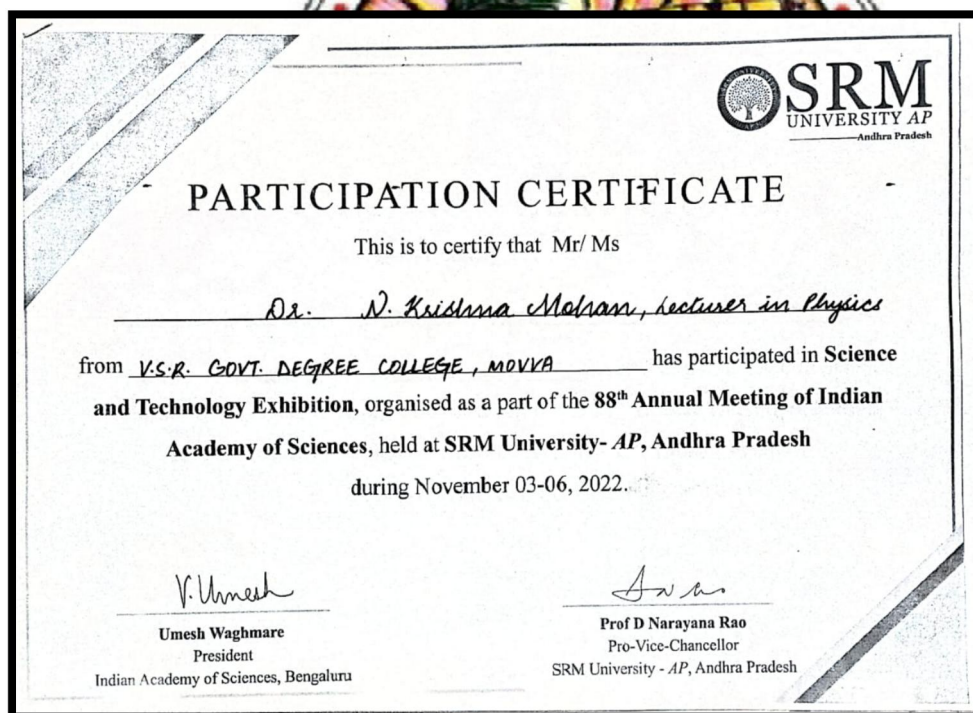 SRM
UNIVERSITY AP
Andhra Pradesh
PARTICIPATION CERTIFICATE
This is to certify that Mr/ Ms
Dr. N. Krishna Mohan, Lecturer in Physics
from V.S.R. GOVT. DEGREE COLLEGE, MOVVA has participated in Science
and Technology Exhibition, organised as a part of the 88th Annual Meeting of Indian
Academy of Sciences, held at SRM University- AP, Andhra Pradesh
during November 03-06, 2022.
V. Umesh
Umesh Waghmare
President
Indian Academy of Sciences, Bengaluru
Prof D Narayana Rao
Pro-Vice-Chancellor
SRM University - AP, Andhra Pradesh